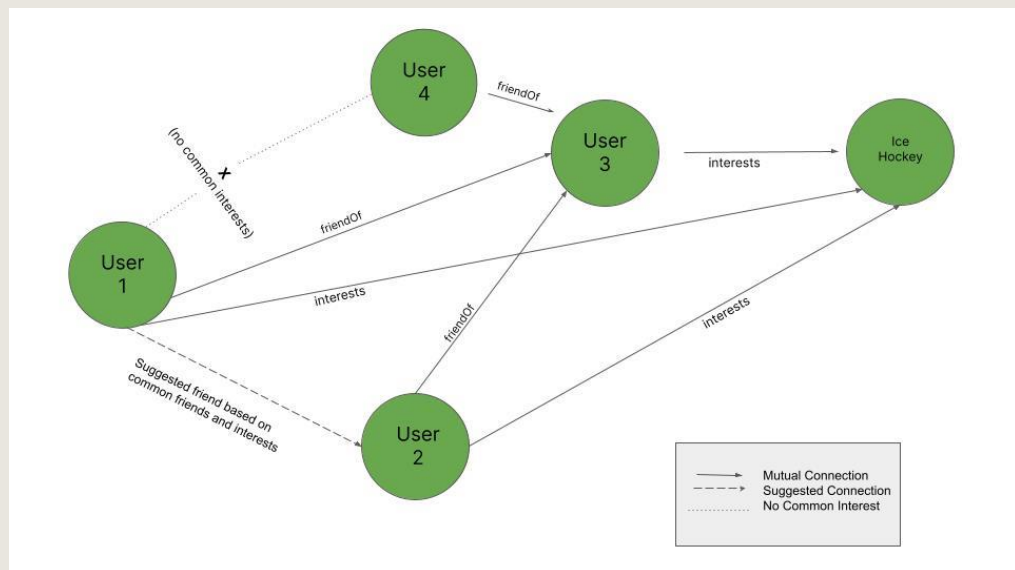 User
4
friendOf
User
3
interests
Ice
Hockey
x
(no common interests)
friendOf
User
1
interests
friendOf
interests
Suggested friend based on
common friends and interests
User
2
Mutual Connection
Suggested Connection
No Common Interest